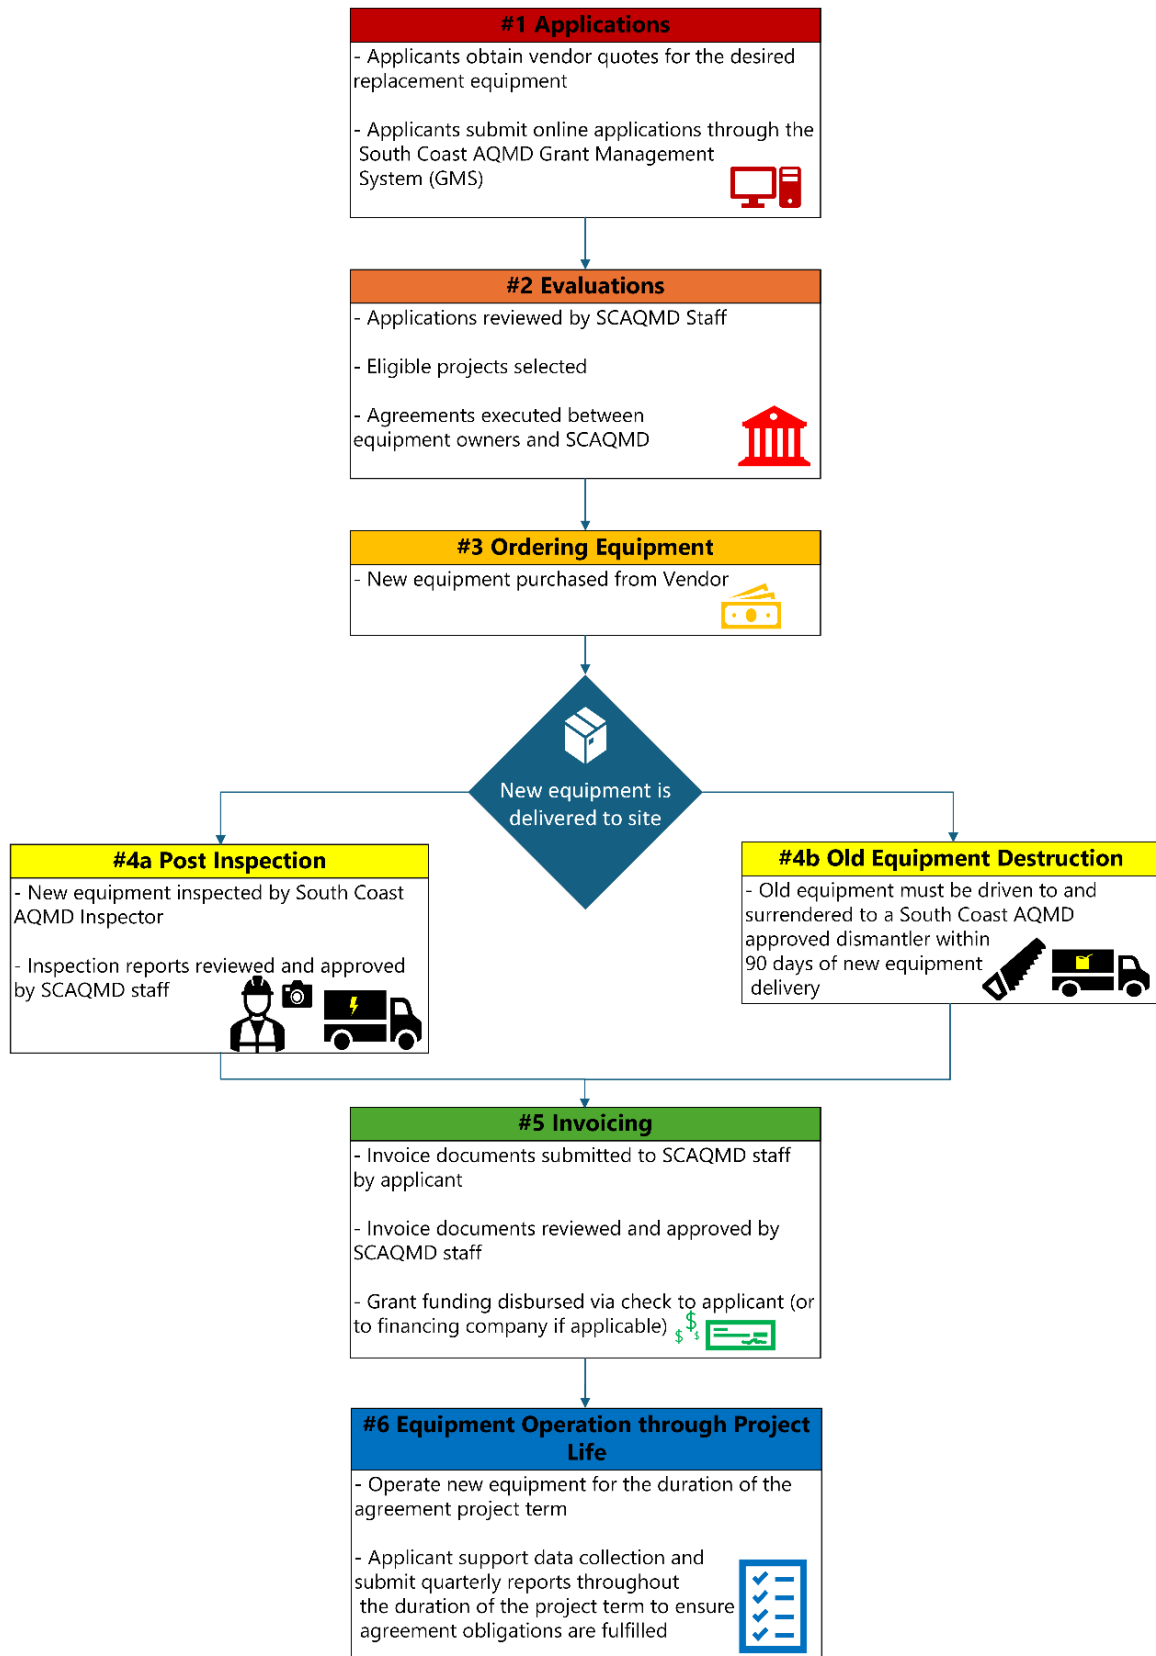 #1 Applications
- Applicants obtain vendor quotes for the desired
replacement equipment
- Applicants submit online applications through the
South Coast AQMD Grant Management
System (GMS)
#2 Evaluations
- Applications reviewed by SCAQMD Staff
- Eligible projects selected
- Agreements executed between
equipment owners and SCAQMD
#3 Ordering Equipment
- New equipment purchased from Vendor
New equipment is
delivered to site
#4a Post Inspection
- New equipment inspected by South Coast
AQMD Inspector
- Inspection reports reviewed and approved
by SCAQMD staff
#4b Old Equipment Destruction
- Old equipment must be driven to and
surrendered to a South Coast AQMD
approved dismantler within
90 days of new equipment
delivery
#5 Invoicing
- Invoice documents submitted to SCAQMD staff
by applicant
- Invoice documents reviewed and approved by
SCAQMD staff
- Grant funding disbursed via check to applicant (or
to financing company if applicable)
$
$ $
#6 Equipment Operation through Project
Life
- Operate new equipment for the duration of the
agreement project term
- Applicant support data collection and
submit quarterly reports throughout
the duration of the project term to ensure
agreement obligations are fulfilled